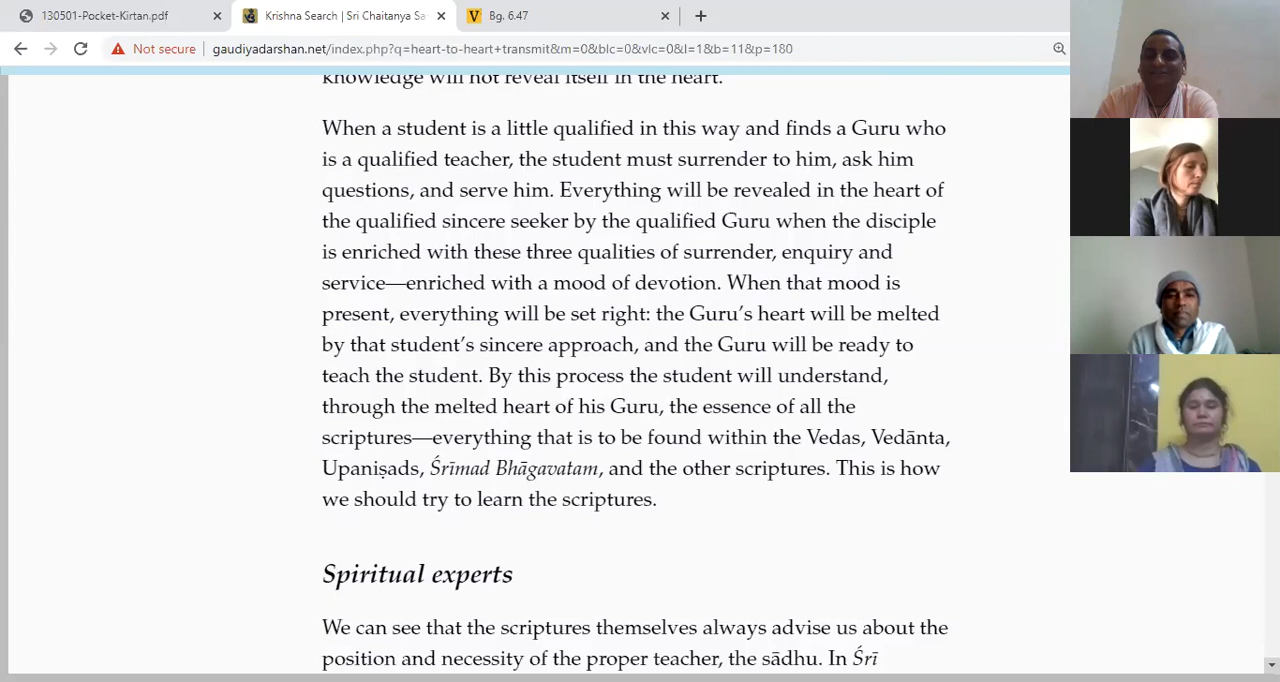 130501-Pocket-Kirtan.pdf
Krishna Search | Sri Chaitanya Sa
Bg. 6.47
Not secure
gaudiyadarshan.net/index.php?q=heart-to-heart+transmit&m=0&blc=0&vlc=0&l=1&b=11&p=180
knowledge will not reveal itself in the heart.
When a student is a little qualified in this way and finds a Guru who
is a qualified teacher, the student must surrender to him, ask him
questions, and serve him. Everything will be revealed in the heart of
the qualified sincere seeker by the qualified Guru when the disciple
is enriched with these three qualities of surrender, enquiry and
service—enriched with a mood of devotion. When that mood is
present, everything will be set right: the Guru's heart will be melted
by that student's sincere approach, and the Guru will be ready to
teach the student. By this process the student will understand,
through the melted heart of his Guru, the essence of all the
scriptures—everything that is to be found within the Vedas, Vedānta,
Upaniṣads, Śrīmad Bhāgavatam, and the other scriptures. This is how
we should try to learn the scriptures.
Spiritual experts
We can see that the scriptures themselves always advise us about the
position and necessity of the proper teacher, the sādhu. In Śrī